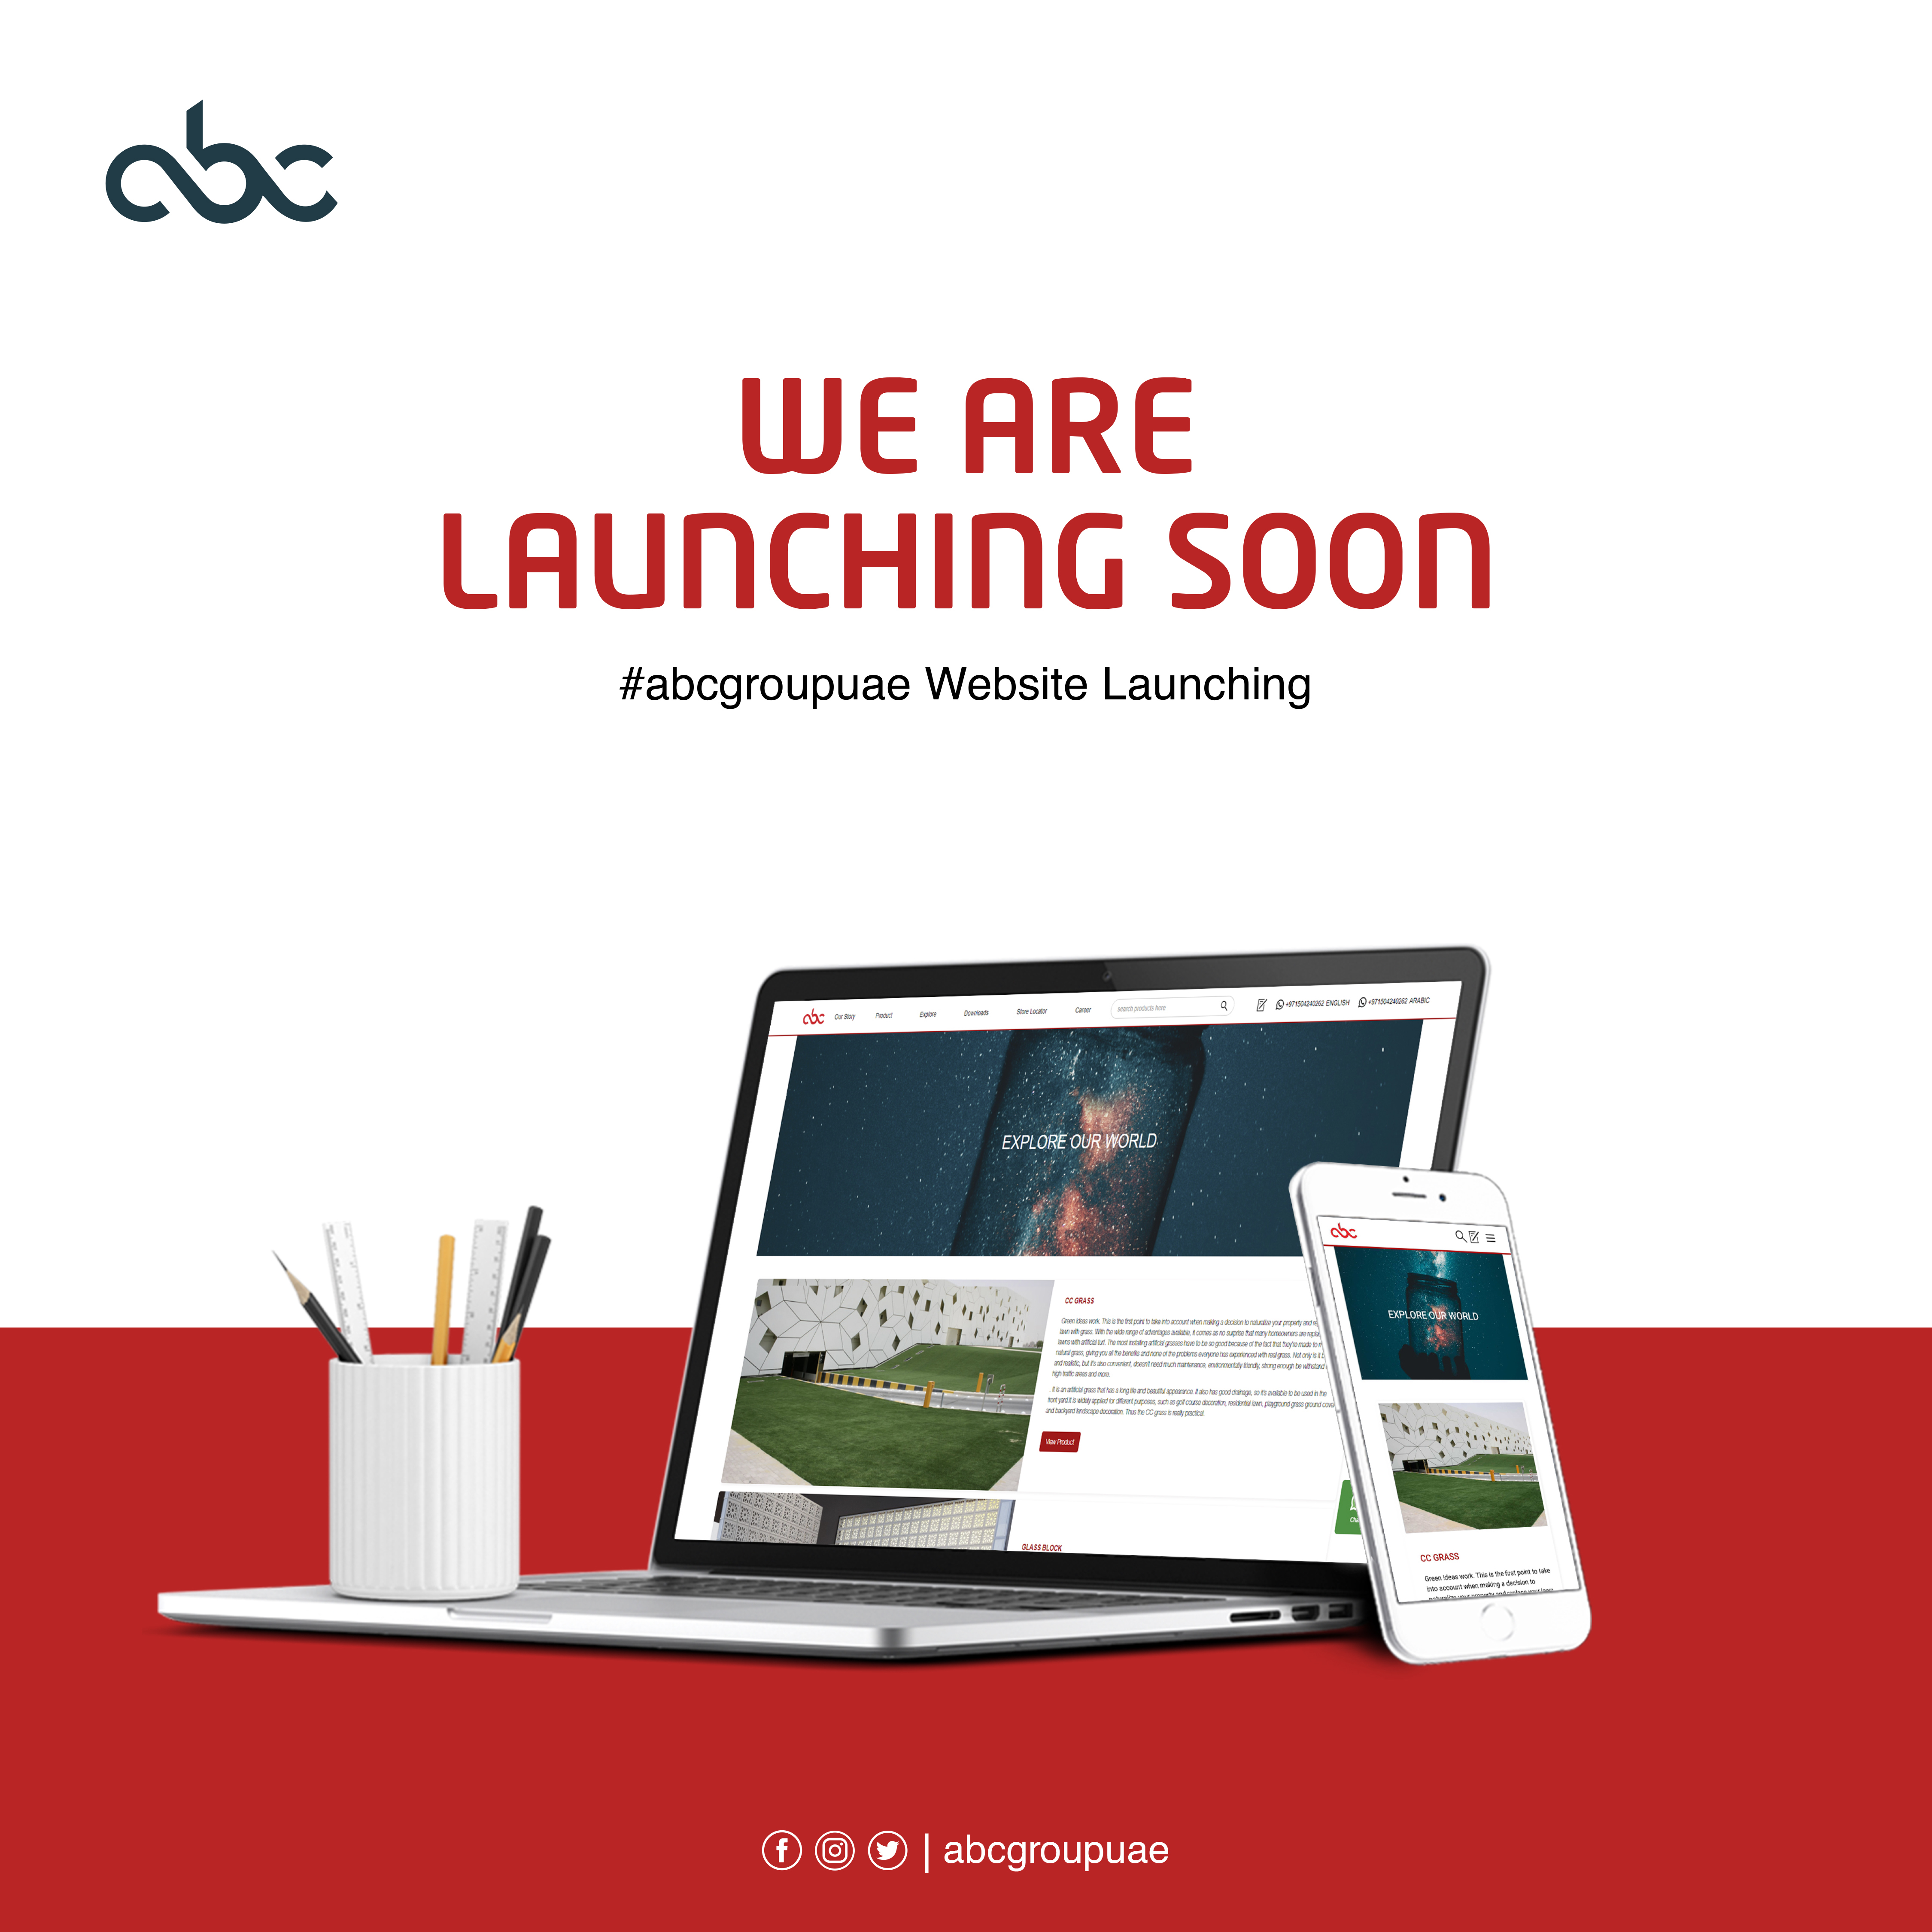 abc
WE ARE
LAUNCHING SOON
#abcgroupuae Website Launching
abc Our Story Product Explore Downloads Store Locator Career search products here +971504240262 ENGLISH +971504240262 ARABIC
EXPLORE OUR WORLD
CC GRASS
Green ideas work. This is the first point to take into account when making a decision to naturalize your property and
lawn with grass. With the wide range of advantages available, it comes as no surprise that many homeowners are
lawns with artificial turf. The most installing artificial grasses have to be so good because of the fact that they're made to
natural grass, giving you all the benefits and none of the problems everyone has experienced with real grass. Not only is it
and realistic, but it's also convenient, doesn't need much maintenance, environmentally friendly, strong enough be withstand
high traffic areas and more.
. It is an artificial grass that has a long life and beautiful appearance. It also has good drainage, so it's available to be used in the
front yard.It is widely applied for different purposes, such as golf course decoration, residential lawn, playground grass ground
and backyard landscape decoration. Thus the CC grass is really practical.
View Product
GLASS BLOCK
abc
EXPLORE OUR WORLD
CC GRASS
Green ideas work. This is the first point to take
into account when making a decision to
naturalize your property and replace your lawn
| abcgroupuae